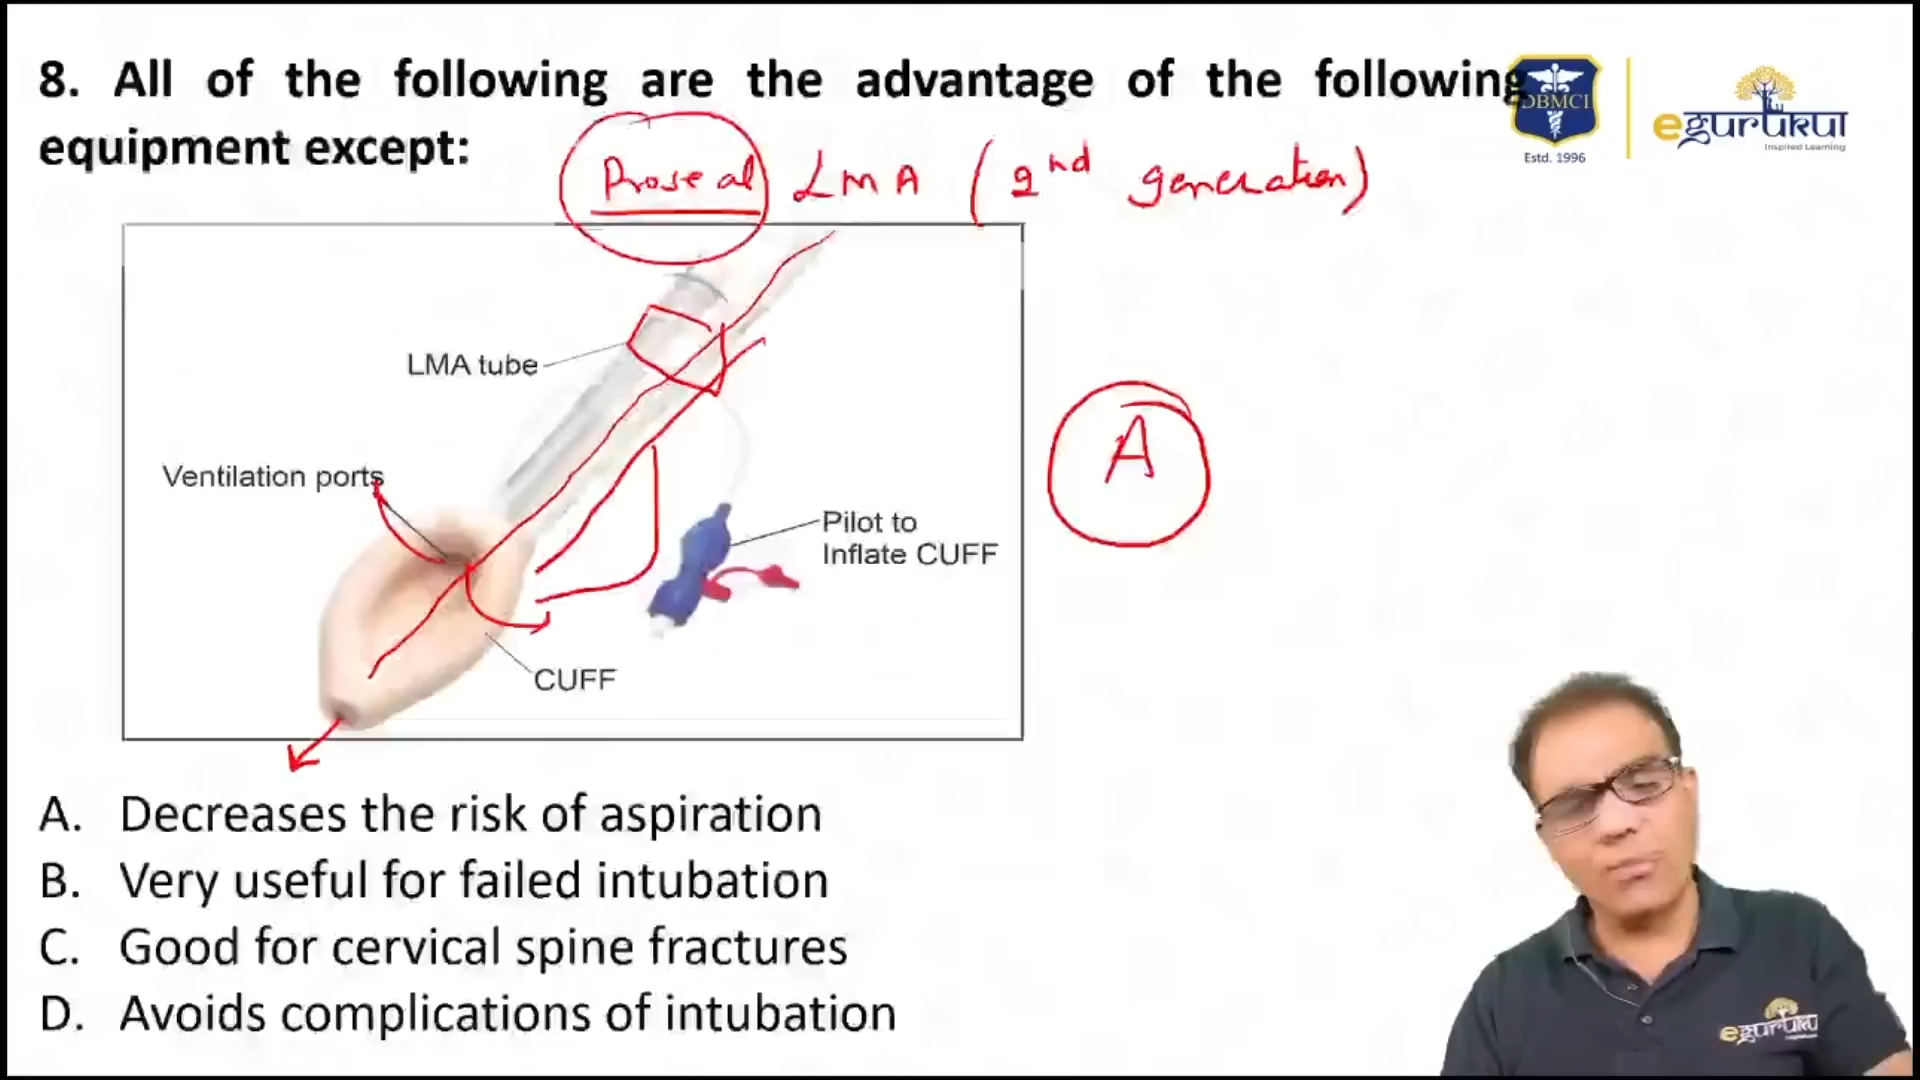 8. All of the following are the advantage of the following
equipment except:
Proseal LMA (2nd generation)
DBMCI
Estd. 1996
egurukul
Inspired Learning
LMA tube
Ventilation ports
A
Pilot to
Inflate CUFF
CUFF
A. Decreases the risk of aspiration
B. Very useful for failed intubation
C. Good for cervical spine fractures
D. Avoids complications of intubation
egurukul